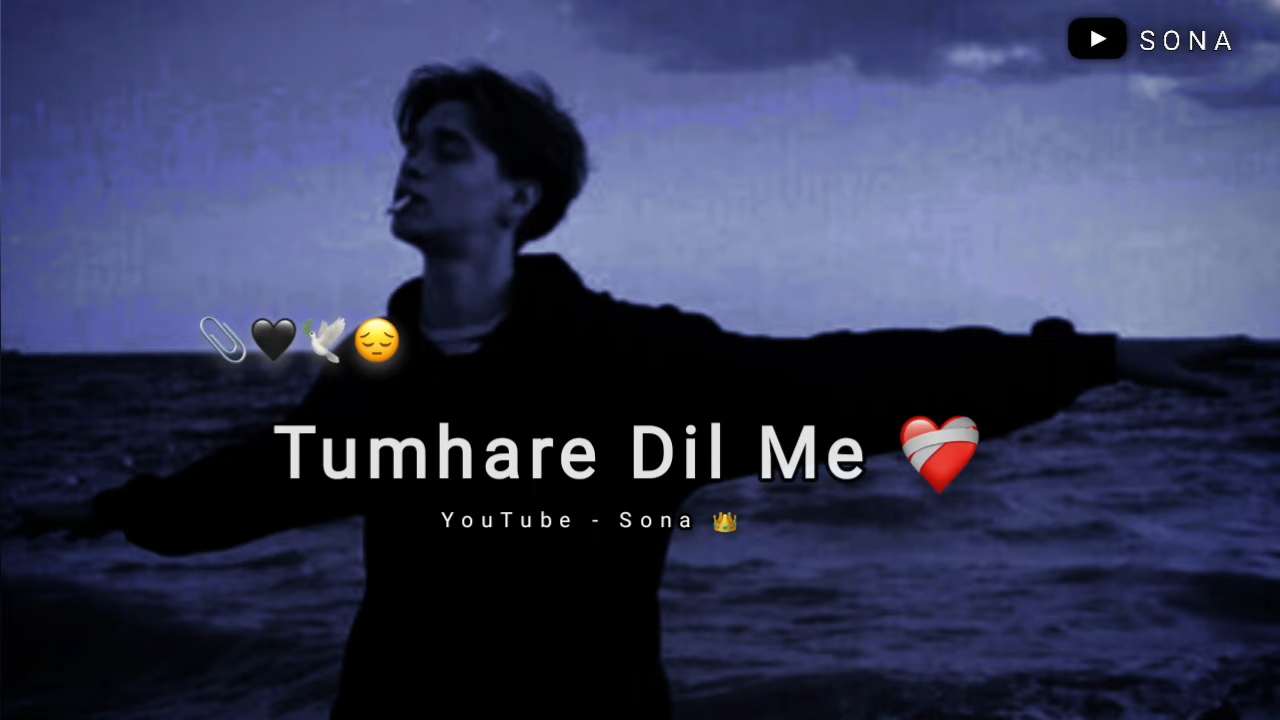 SONA
📎🖤🕊️😔
Tumhare Dil Me ❤️‍🩹
YouTube - Sona 👑